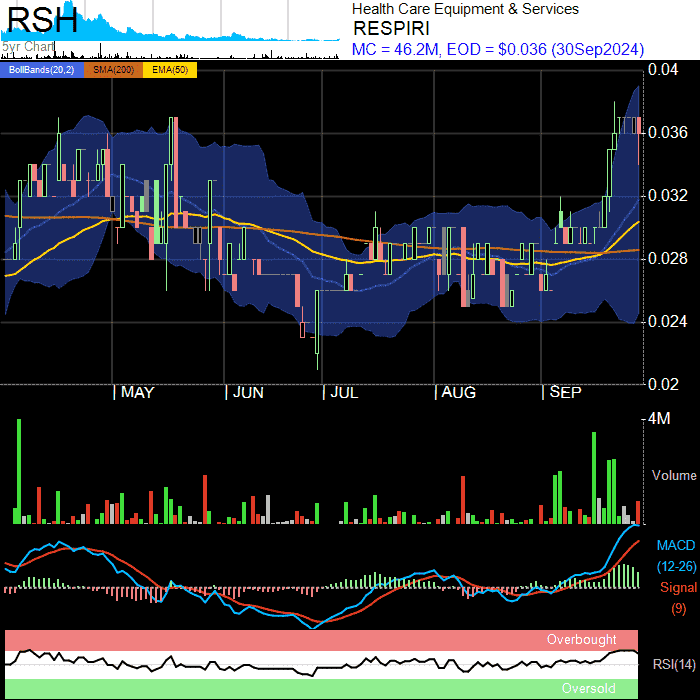 RSH
5yr Chart
Health Care Equipment & Services
RESPIRI
MC = 46.2M, EOD = $0.036 (30Sep2024)
BollBands(20,2) SMA(200) EMA(50)
0.04
0.036
0.032
0.028
0.024
0.02
MAY JUN JUL AUG SEP
4M
Volume
MACD
(12-26)
Signal
(9)
Overbought
RSI(14)
Oversold